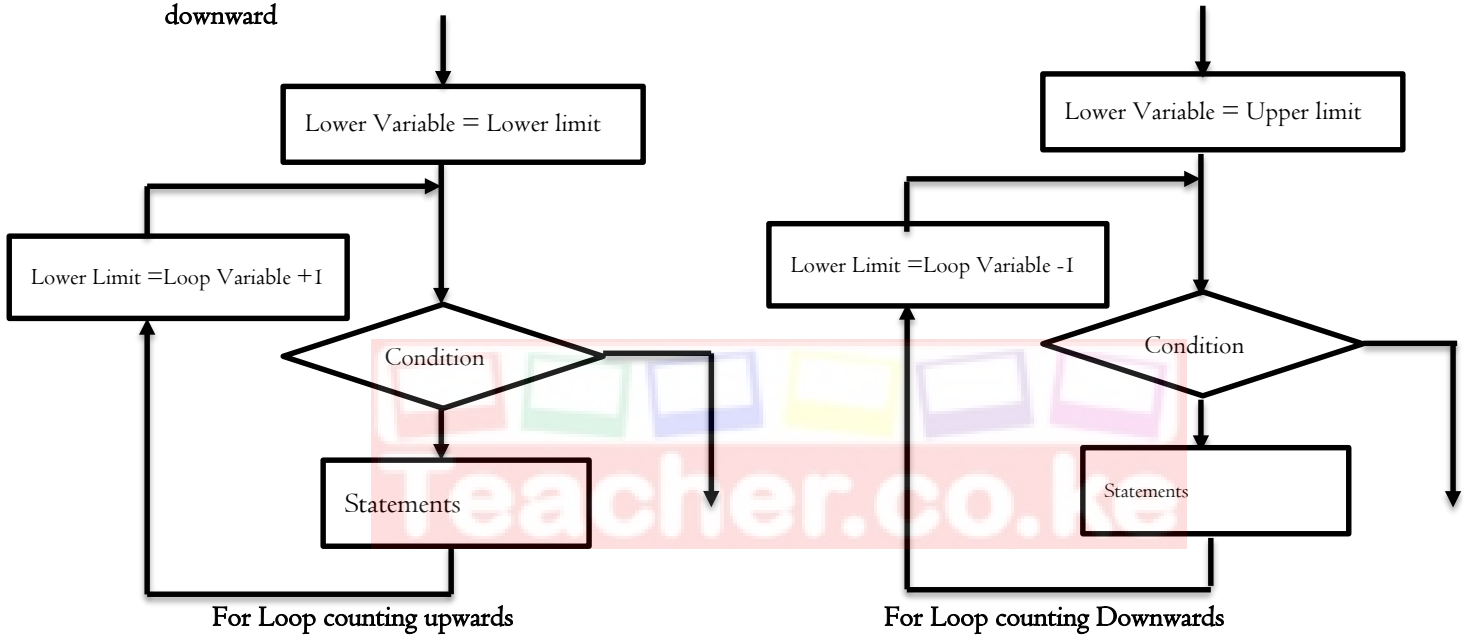 downward
Lower Variable = Lower limit
Lower Limit =Loop Variable +1
Condition
Statements
For Loop counting upwards
Lower Variable = Upper limit
Lower Limit =Loop Variable -1
Condition
Statements
For Loop counting Downwards
Teacher.co.ke